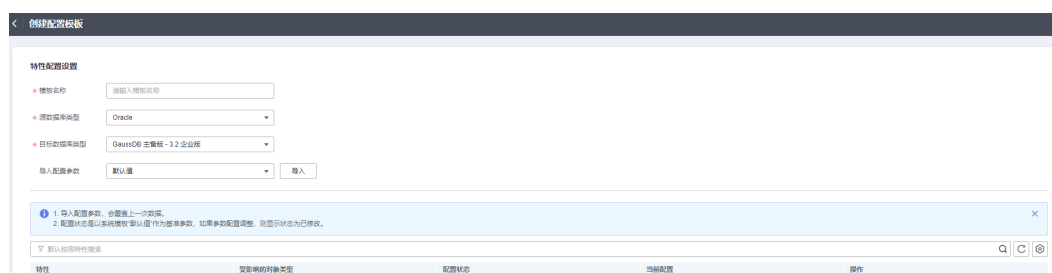 创建配置模板
特性配置设置
* 模板名称 请输入模板名称
* 源数据库类型 Oracle
* 目标数据库类型 GaussDB 主备版 - 3.2 企业版
导入配置参数 默认值 导入
1. 导入配置参数，会覆盖上一次数据。
2. 配置状态是以系统模板"默认值"作为基准参数，如果参数配置调整，则显示状态为已修改。
默认按照特性搜索
特性 受影响的对象类型 配置状态 当前配置 操作